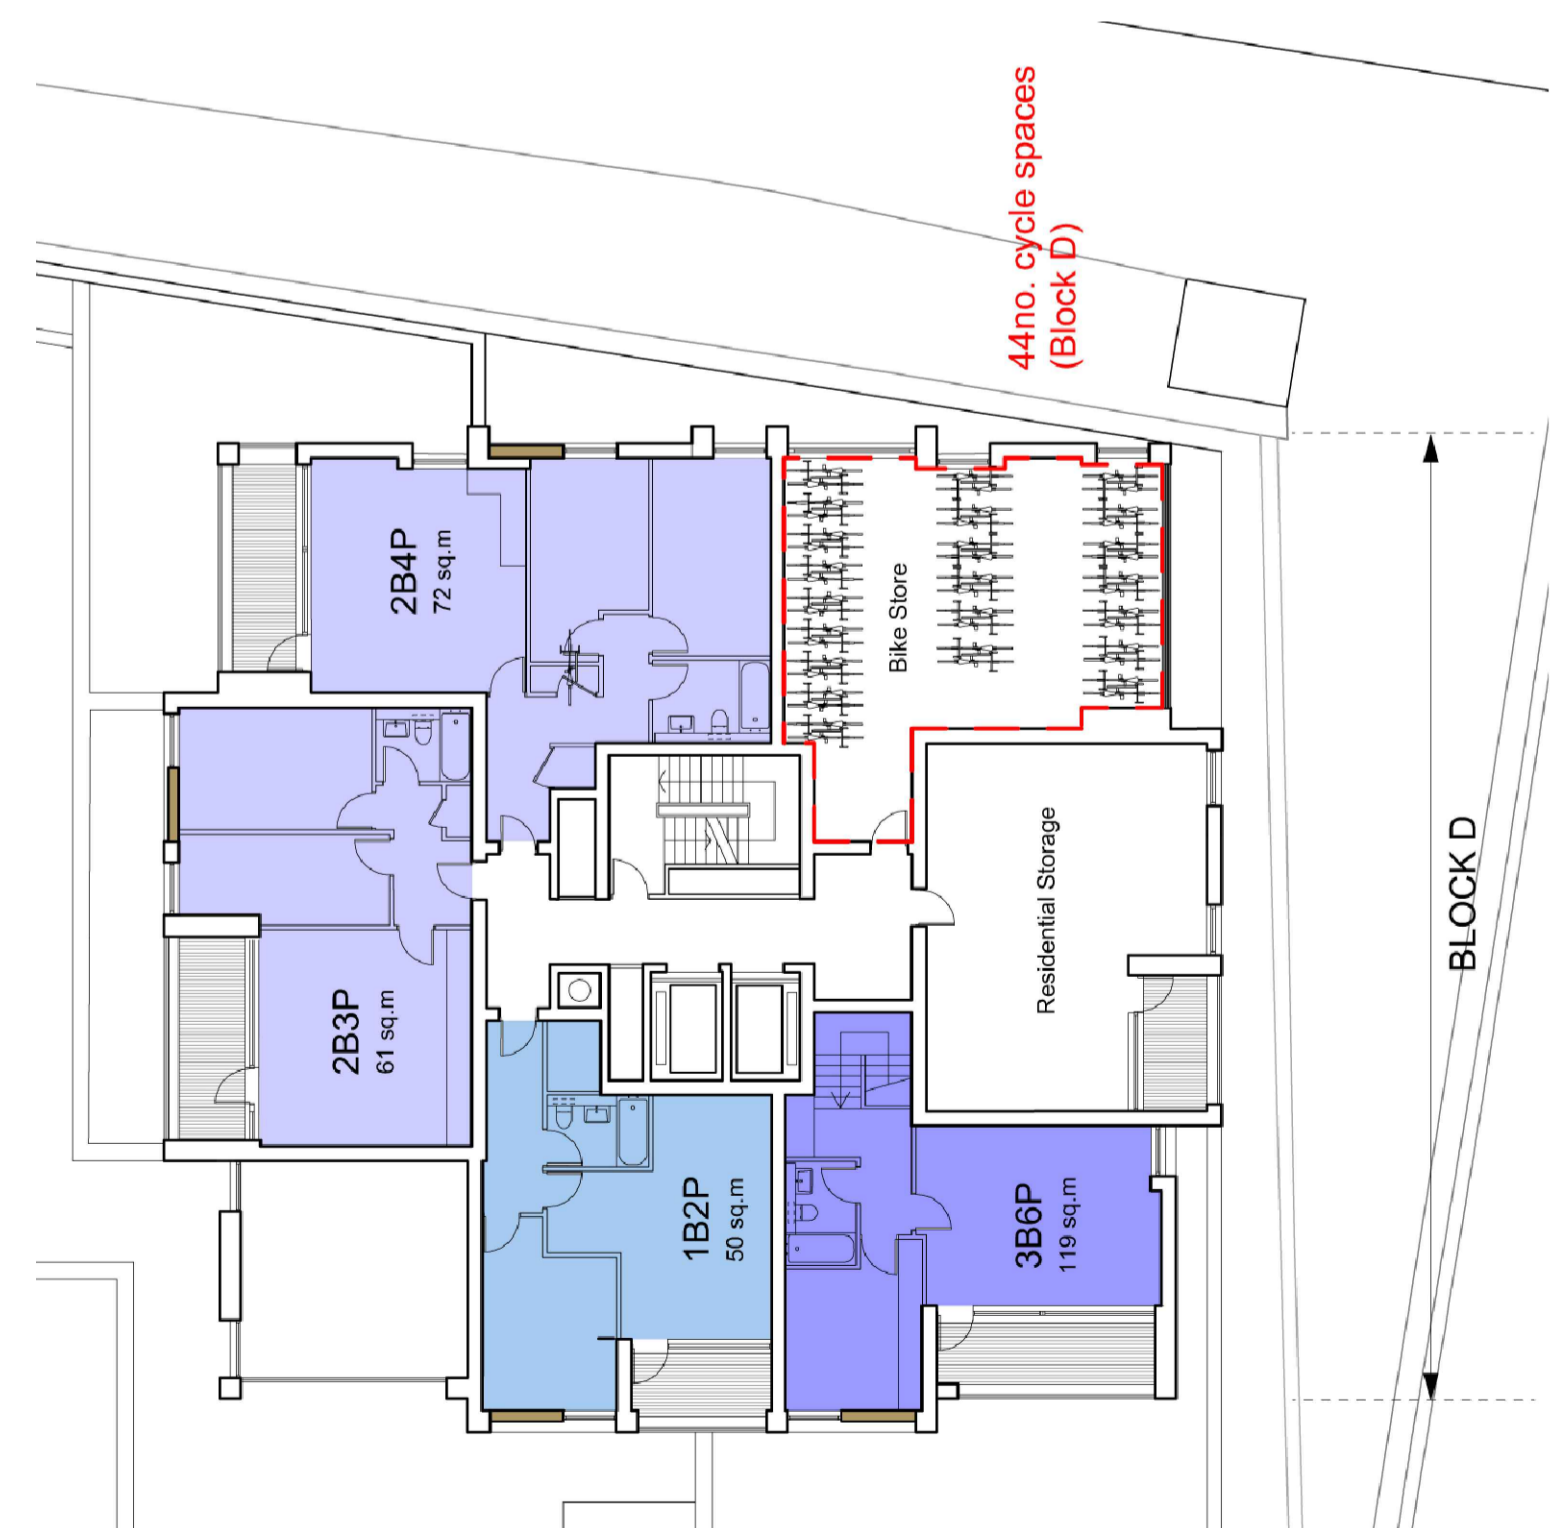 44no. cycle spaces
(Block D)
2B4P
72 sq.m
Bike Store
2B3P
61 sq.m
Residential Storage
BLOCK D
1B2P
50 sq.m
3B6P
119 sq.m